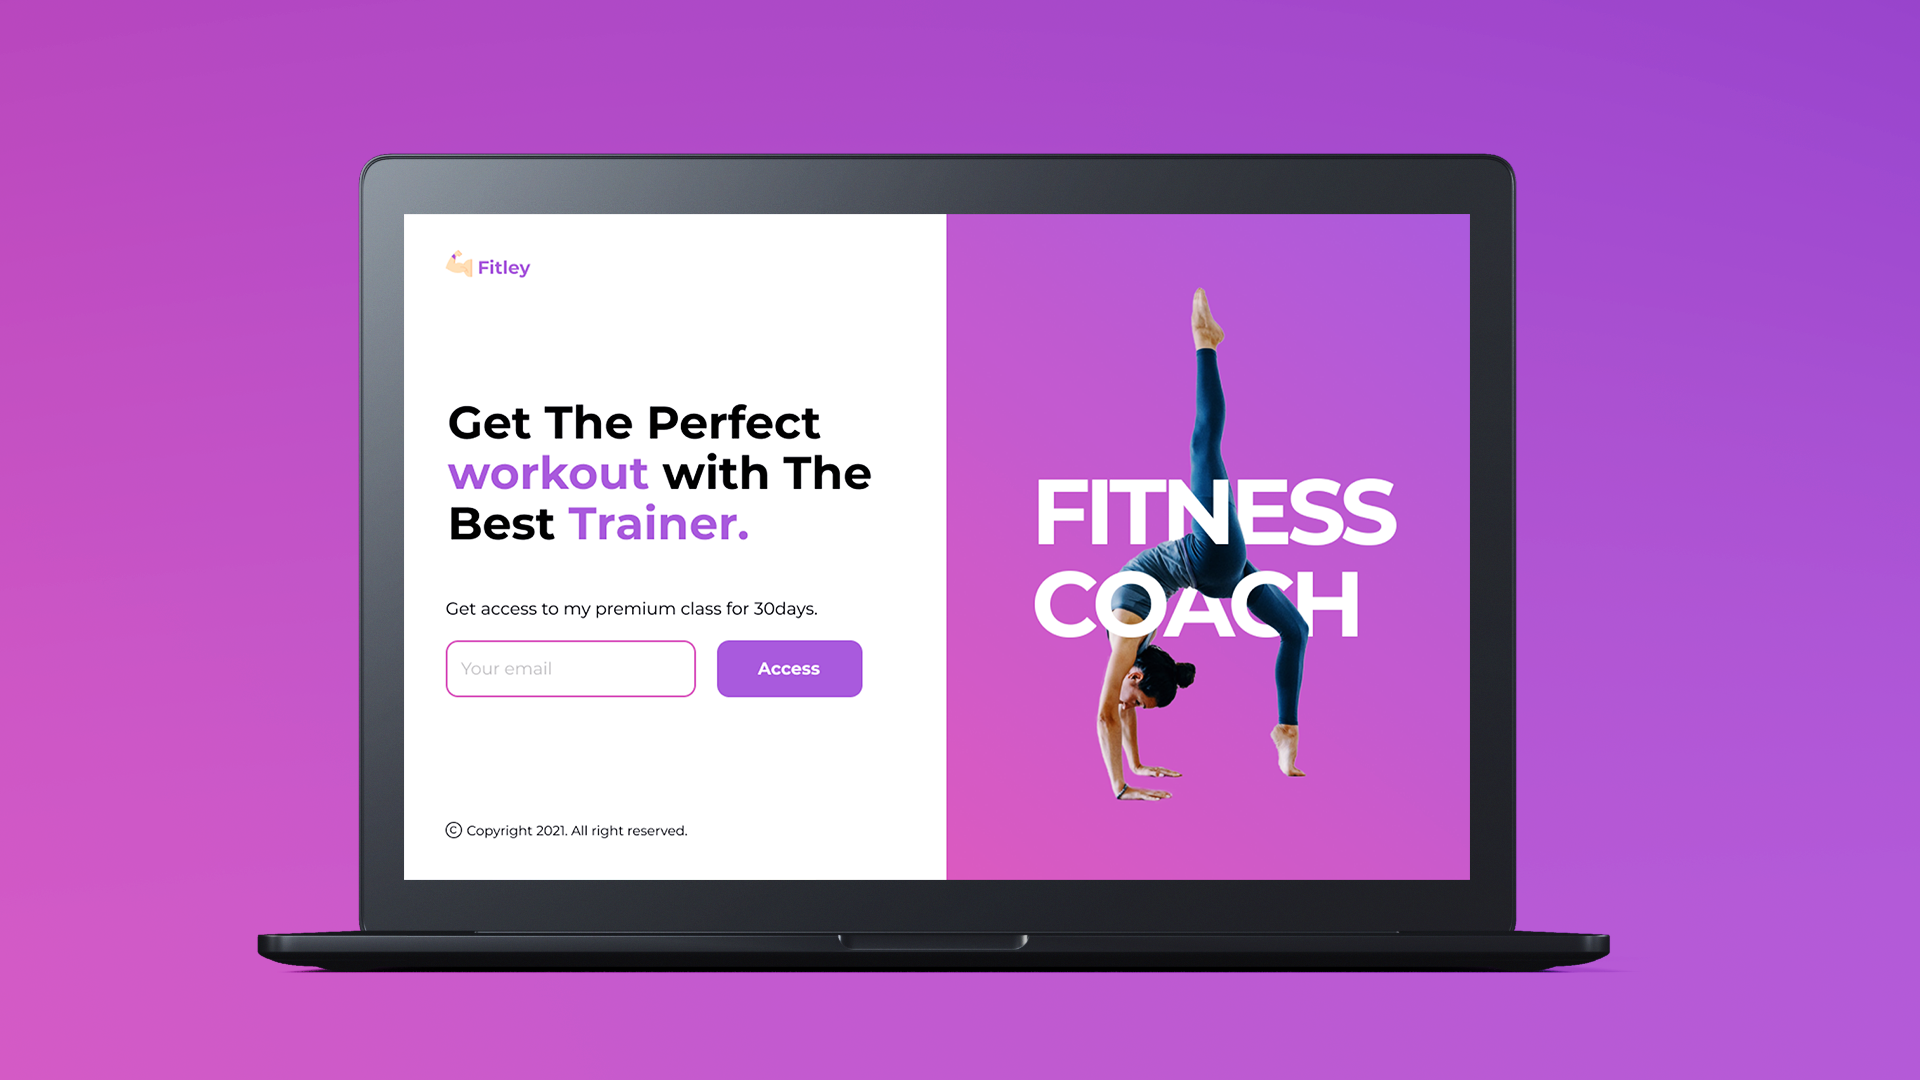 Fitley
Get The Perfect
workout with The
Best Trainer.
Get access to my premium class for 30days.
Your email
Access
© Copyright 2021. All right reserved.
FITNESS
COACH